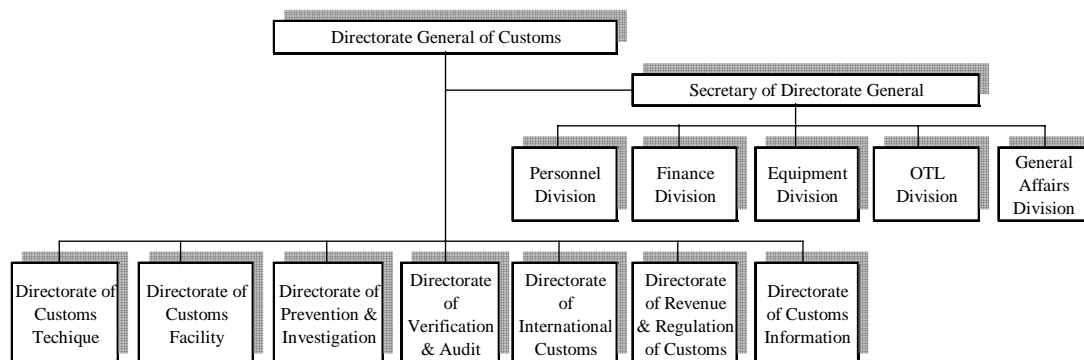 Directorate General of Customs
Secretary of Directorate General
Personnel
Division
Finance
Division
Equipment
Division
OTL
Division
General
Affairs
Division
Directorate of
Customs
Techique
Directorate of
Customs
Facility
Directorate of
Prevention &
Investigation
Directorate
of
Verification
& Audit
Directorate
of
International
Customs
Directorate
of Revenue
& Regulation
of Customs
Directorate
of Customs
Information